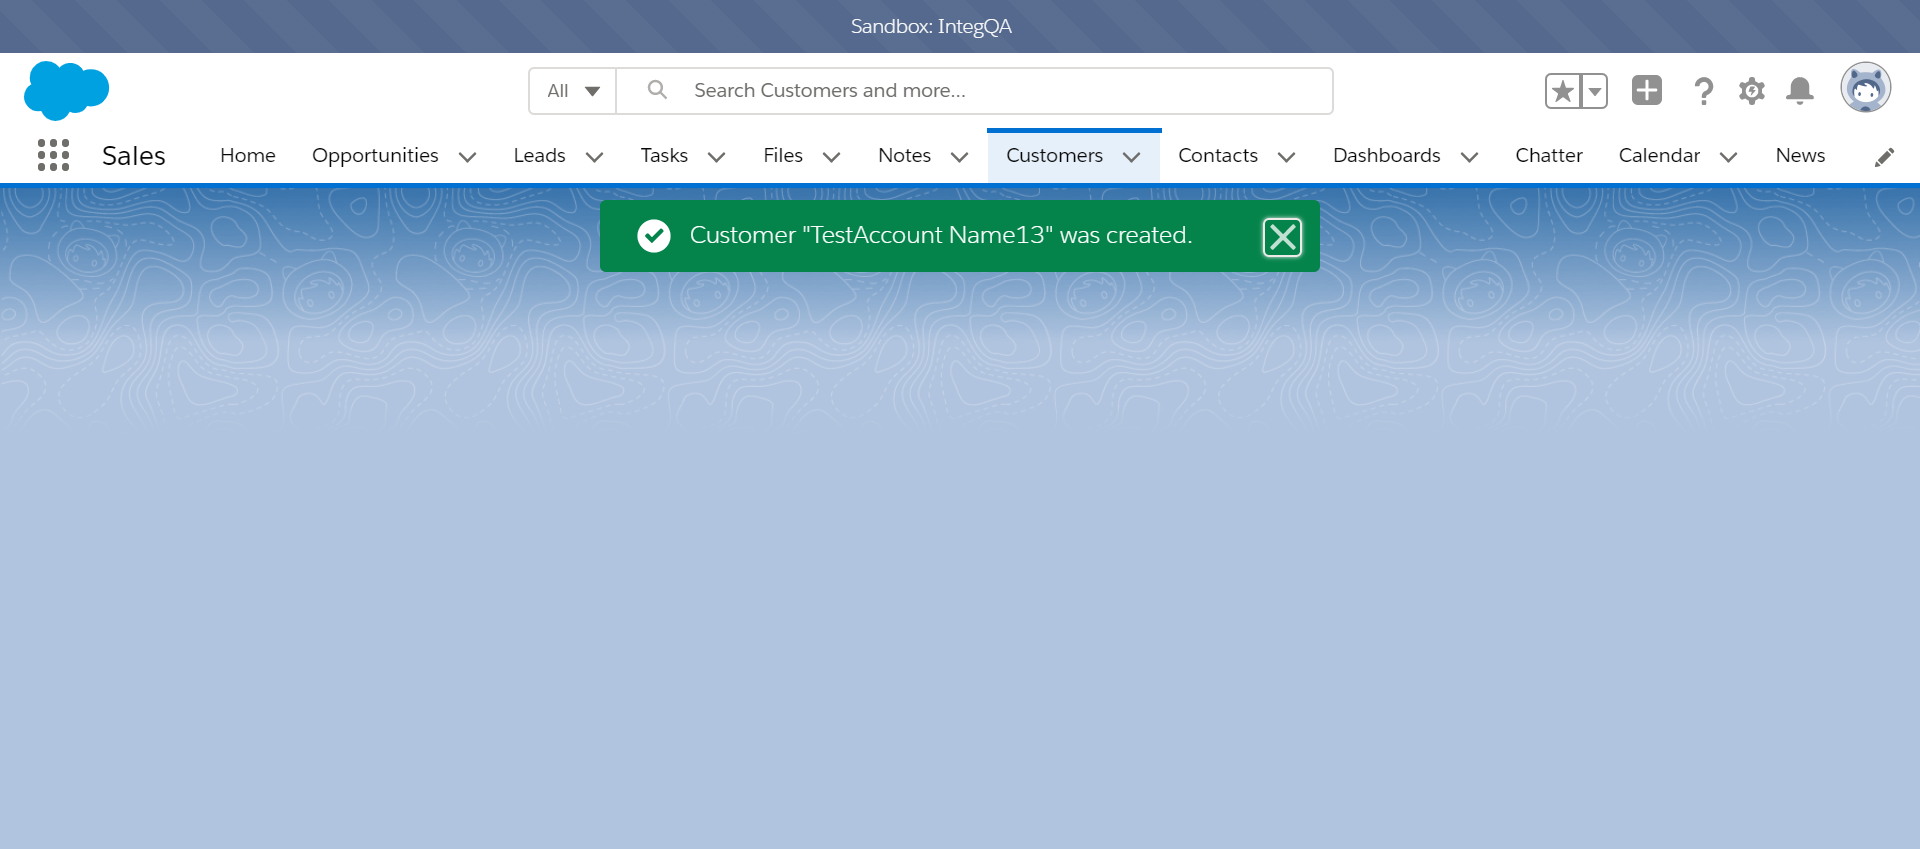 Sandbox: IntegQA
All Search Customers and more...
Sales Home Opportunities Leads Tasks Files Notes Customers Contacts Dashboards Chatter Calendar News
Customer "TestAccount Name13" was created.